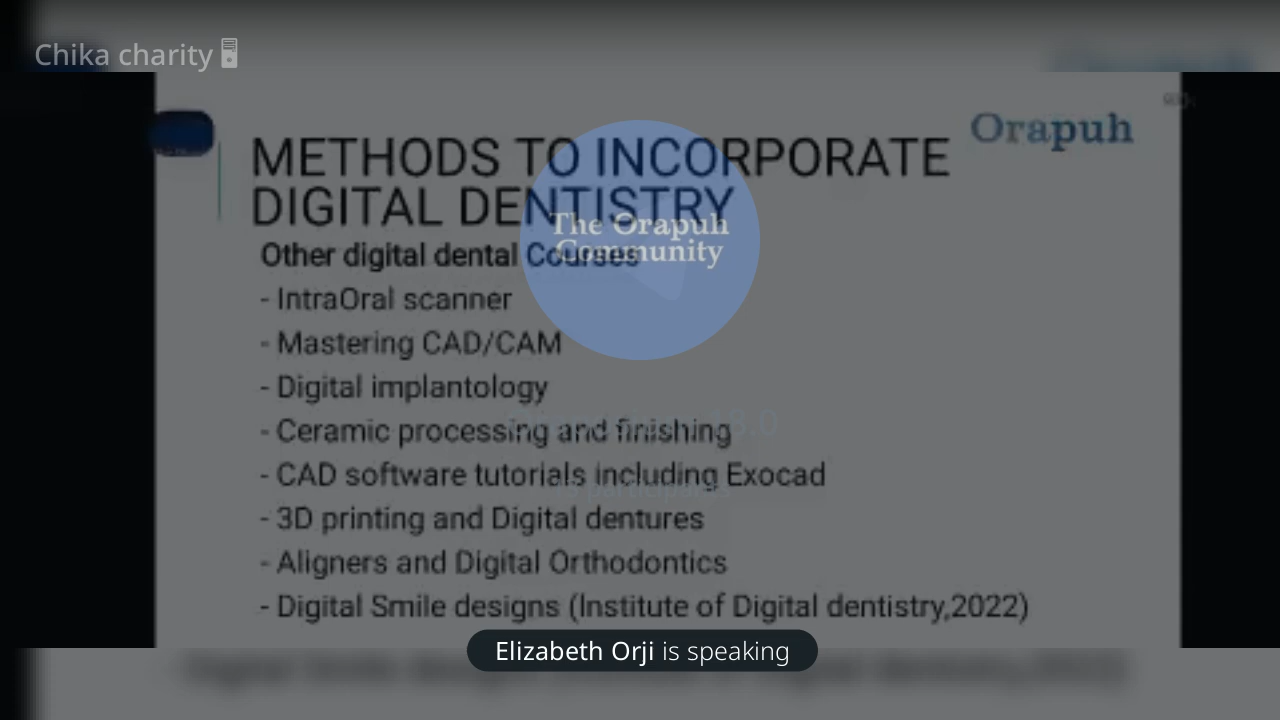 Chika charity
Orapuh
METHODS TO INCORPORATE
DIGITAL DENTISTRY
The Orapuh
Community
Other digital dental Courses
- IntraOral scanner
- Mastering CAD/CAM
- Digital implantology
- Ceramic processing and finishing
- CAD software tutorials including Exocad
- 3D printing and Digital dentures
- Aligners and Digital Orthodontics
- Digital Smile designs (Institute of Digital dentistry,2022)
Elizabeth Orji is speaking